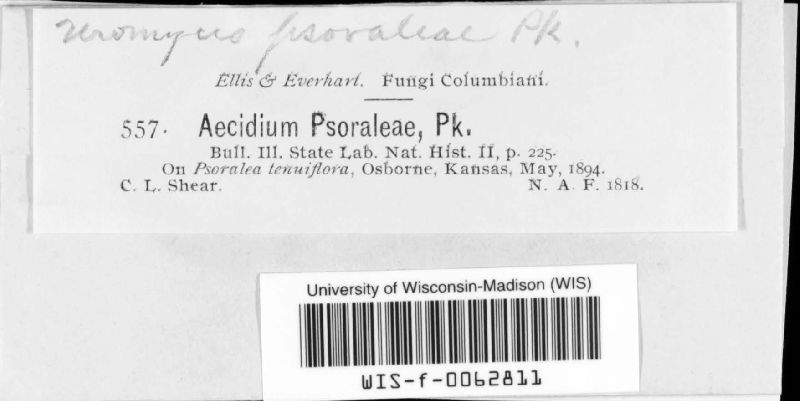 Uromyces psoraleae Pk.
Ellis & Everhart. Fungi Columbiani.
557. Aecidium Psoraleae, Pk.
Bull. Ill. State Lab. Nat. Hist. II, p. 225.
On Psoralea tenuiflora, Osborne, Kansas, May, 1894.
C. L. Shear. N. A. F. 1818.
University of Wisconsin-Madison (WIS)
WIS-f-0062811